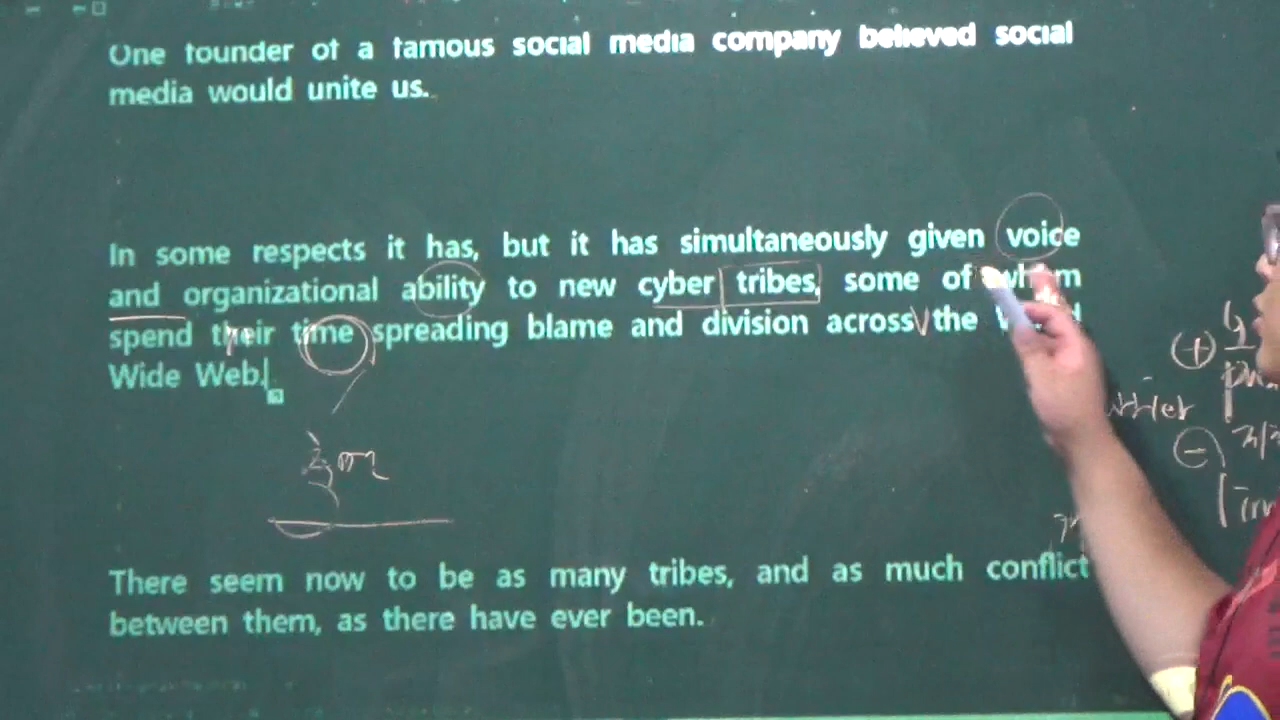 One founder of a famous social media company believed social
media would unite us.
In some respects it has, but it has simultaneously given voice
and organizational ability to new cyber tribes, some of whom
spend their time spreading blame and division across the
Wide Web.
There seem now to be as many tribes, and as much conflict
between them, as there have ever been.